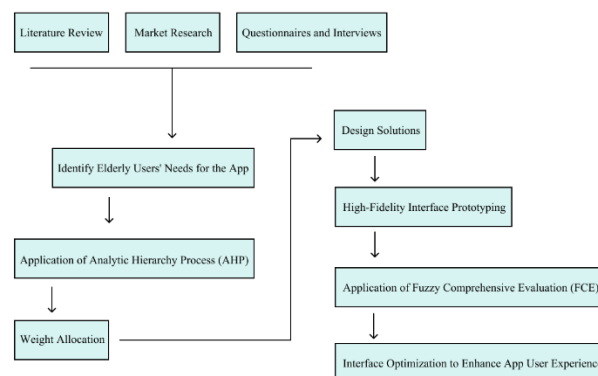 Literature Review
Market Research
Questionnaires and Interviews
Identify Elderly Users' Needs for the App
Application of Analytic Hierarchy Process (AHP)
Weight Allocation
Design Solutions
High-Fidelity Interface Prototyping
Application of Fuzzy Comprehensive Evaluation (FCE)
Interface Optimization to Enhance App User Experience